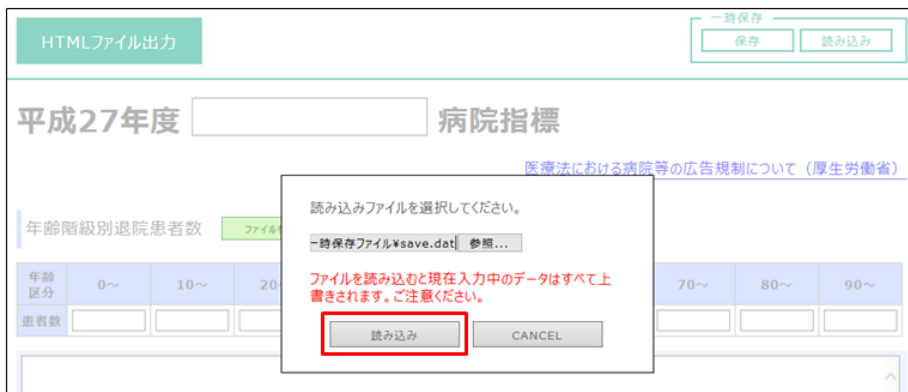 HTMLファイル出力
一時保存
保存 読み込み
平成27年度 病院指標
医療法における病院等の広告規制について（厚生労働省）
年齢階級別退院患者数
読み込みファイルを選択してください。
一時保存ファイル¥save.dat 参照...
ファイルを読み込むと現在入力中のデータはすべて上
書きされます。ご注意ください。
読み込み CANCEL
年齢
区分 0～ 10～ 20 70～ 80～ 90～
患者数